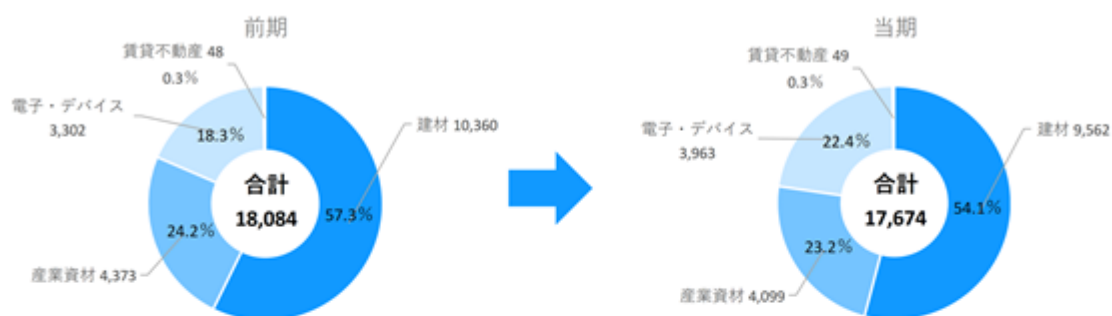 前期
賃貸不動産 48
0.3%
電子・デバイス
3,302
18.3%
建材 10,360
57.3%
合計
18,084
24.2%
産業資材 4,373
当期
賃貸不動産 49
0.3%
電子・デバイス
3,963
22.4%
建材 9,562
54.1%
合計
17,674
23.2%
産業資材 4,099